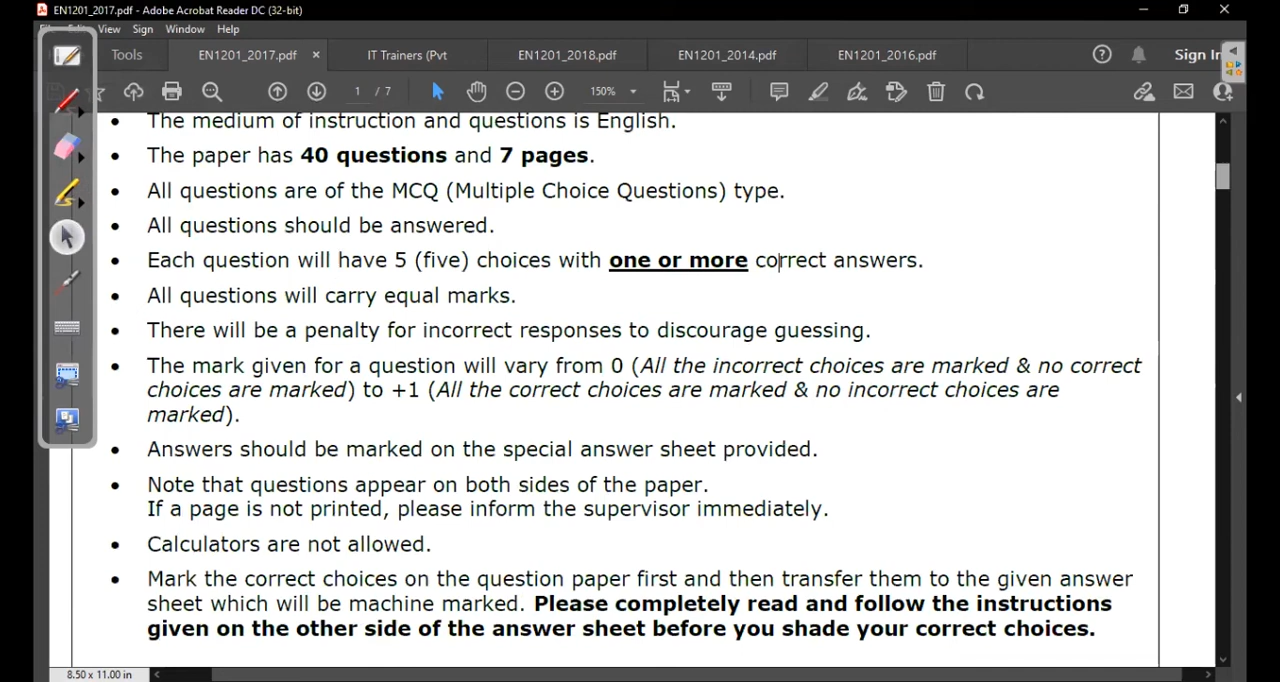 EN1201_2017.pdf - Adobe Acrobat Reader DC (32-bit)
View Sign Window Help
Tools EN1201_2017.pdf × IT Trainers (Pvt EN1201_2018.pdf EN1201_2014.pdf EN1201_2016.pdf Sign In
1 / 7 150%
• The medium of instruction and questions is English.
• The paper has 40 questions and 7 pages.
• All questions are of the MCQ (Multiple Choice Questions) type.
• All questions should be answered.
• Each question will have 5 (five) choices with one or more correct answers.
• All questions will carry equal marks.
• There will be a penalty for incorrect responses to discourage guessing.
• The mark given for a question will vary from 0 (All the incorrect choices are marked & no correct
choices are marked) to +1 (All the correct choices are marked & no incorrect choices are
marked).
• Answers should be marked on the special answer sheet provided.
• Note that questions appear on both sides of the paper.
If a page is not printed, please inform the supervisor immediately.
• Calculators are not allowed.
• Mark the correct choices on the question paper first and then transfer them to the given answer
sheet which will be machine marked. Please completely read and follow the instructions
given on the other side of the answer sheet before you shade your correct choices.
8.50 x 11.00 in